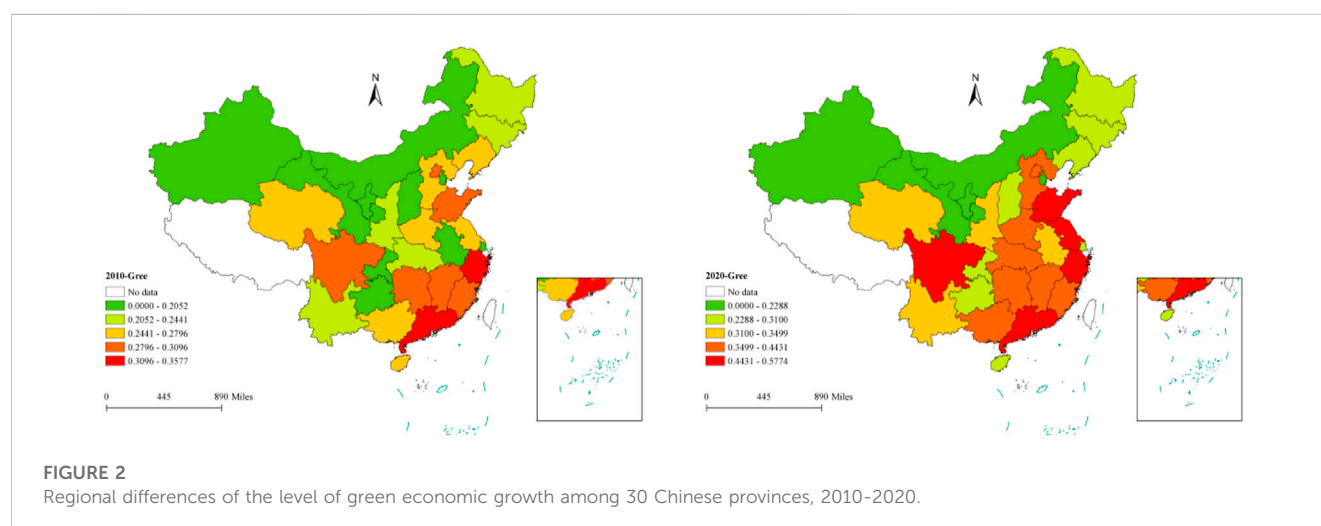 N
2010-Gree
No data
0.0000 - 0.2052
0.2052 - 0.2441
0.2441 - 0.2796
0.2796 - 0.3096
0.3096 - 0.3577
0 445 890 Miles
N
2020-Gree
No data
0.0000 - 0.2288
0.2288 - 0.3100
0.3100 - 0.3499
0.3499 - 0.4431
0.4431 - 0.5774
0 445 890 Miles
FIGURE 2
Regional differences of the level of green economic growth among 30 Chinese provinces, 2010-2020.